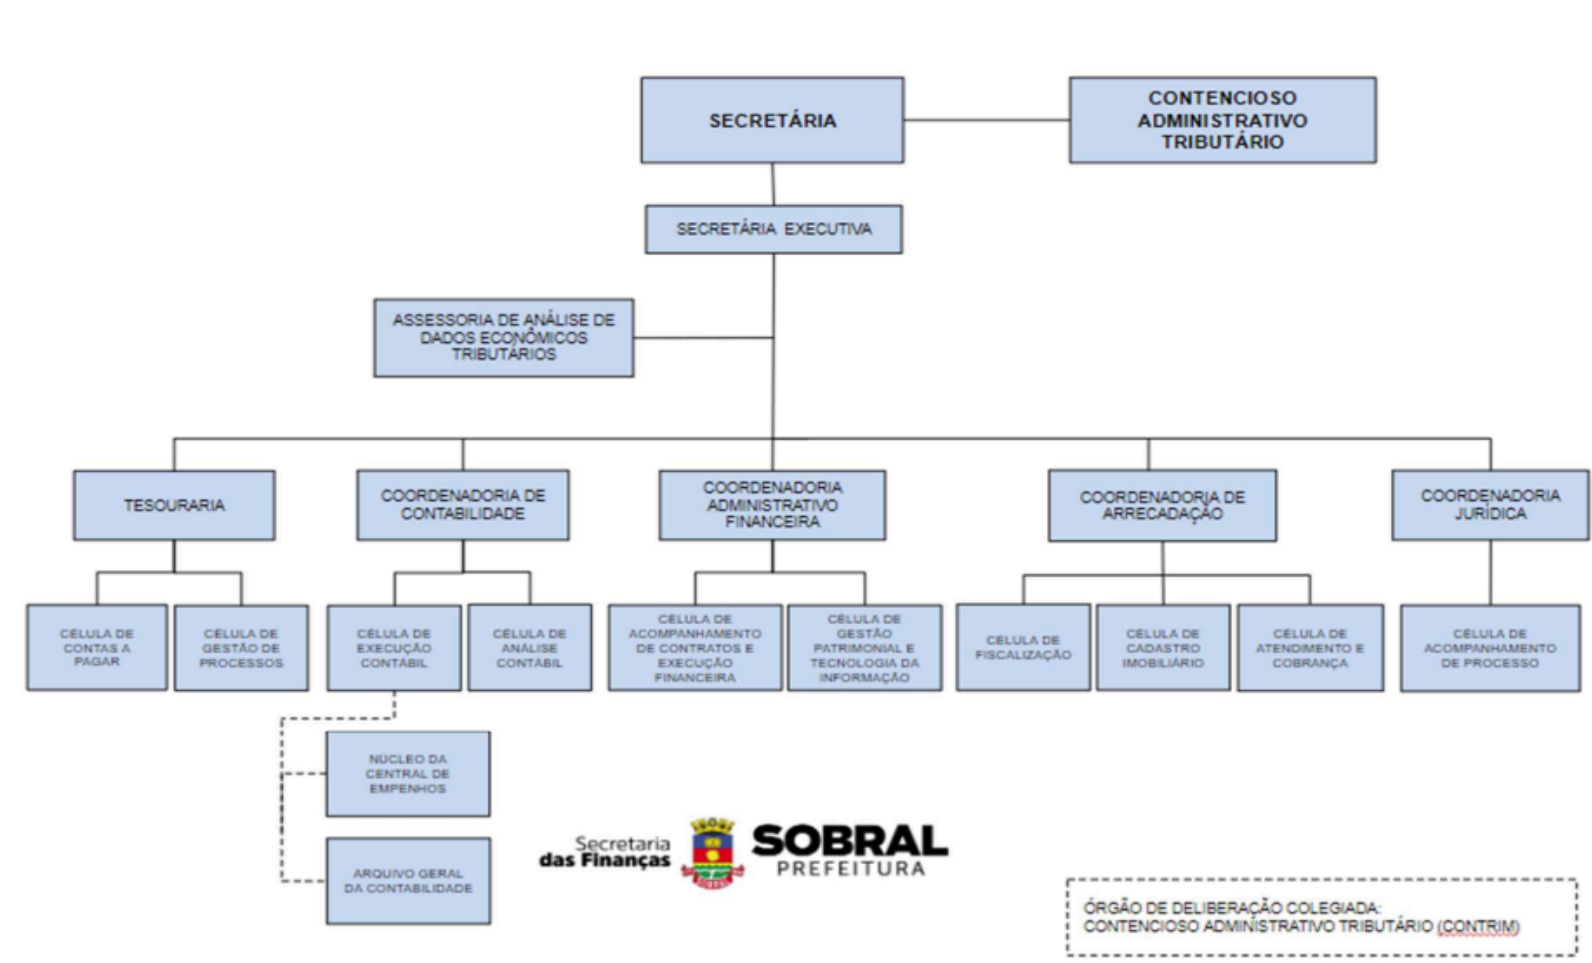 SECRETÁRIA
CONTENCIOSO
ADMINISTRATIVO
TRIBUTÁRIO
SECRETÁRIA EXECUTIVA
ASSESSORIA DE ANÁLISE DE
DADOS ECONÔMICOS
TRIBUTÁRIOS
TESOURARIA
COORDENADORIA DE
CONTABILIDADE
COORDENADORIA
ADMINISTRATIVO
FINANCEIRA
COORDENADORIA DE
ARRECADAÇÃO
COORDENADORIA
JURÍDICA
CÉLULA DE
CONTAS A
PAGAR
CÉLULA DE
GESTÃO DE
PROCESSOS
CÉLULA DE
EXECUÇÃO
CONTÁBIL
CÉLULA DE
ANÁLISE
CONTÁBIL
CÉLULA DE
ACOMPANHAMENTO
DE CONTRATOS E
EXECUÇÃO
FINANCEIRA
CÉLULA DE
GESTÃO
PATRIMONIAL E
TECNOLOGIA DA
INFORMAÇÃO
CÉLULA DE
FISCALIZAÇÃO
CÉLULA DE
CADASTRO
IMOBILIÁRIO
CÉLULA DE
ATENDIMENTO E
COBRANÇA
CÉLULA DE
ACOMPANHAMENTO
DE PROCESSO
NÚCLEO DA
CENTRAL DE
EMPENHOS
ARQUIVO GERAL
DA CONTABILIDADE
Secretaria
das Finanças
SOBRAL
SOBRAL
PREFEITURA
ÓRGÃO DE DELIBERAÇÃO COLEGIADA:
CONTENCIOSO ADMINISTRATIVO TRIBUTÁRIO (CONTRIM)